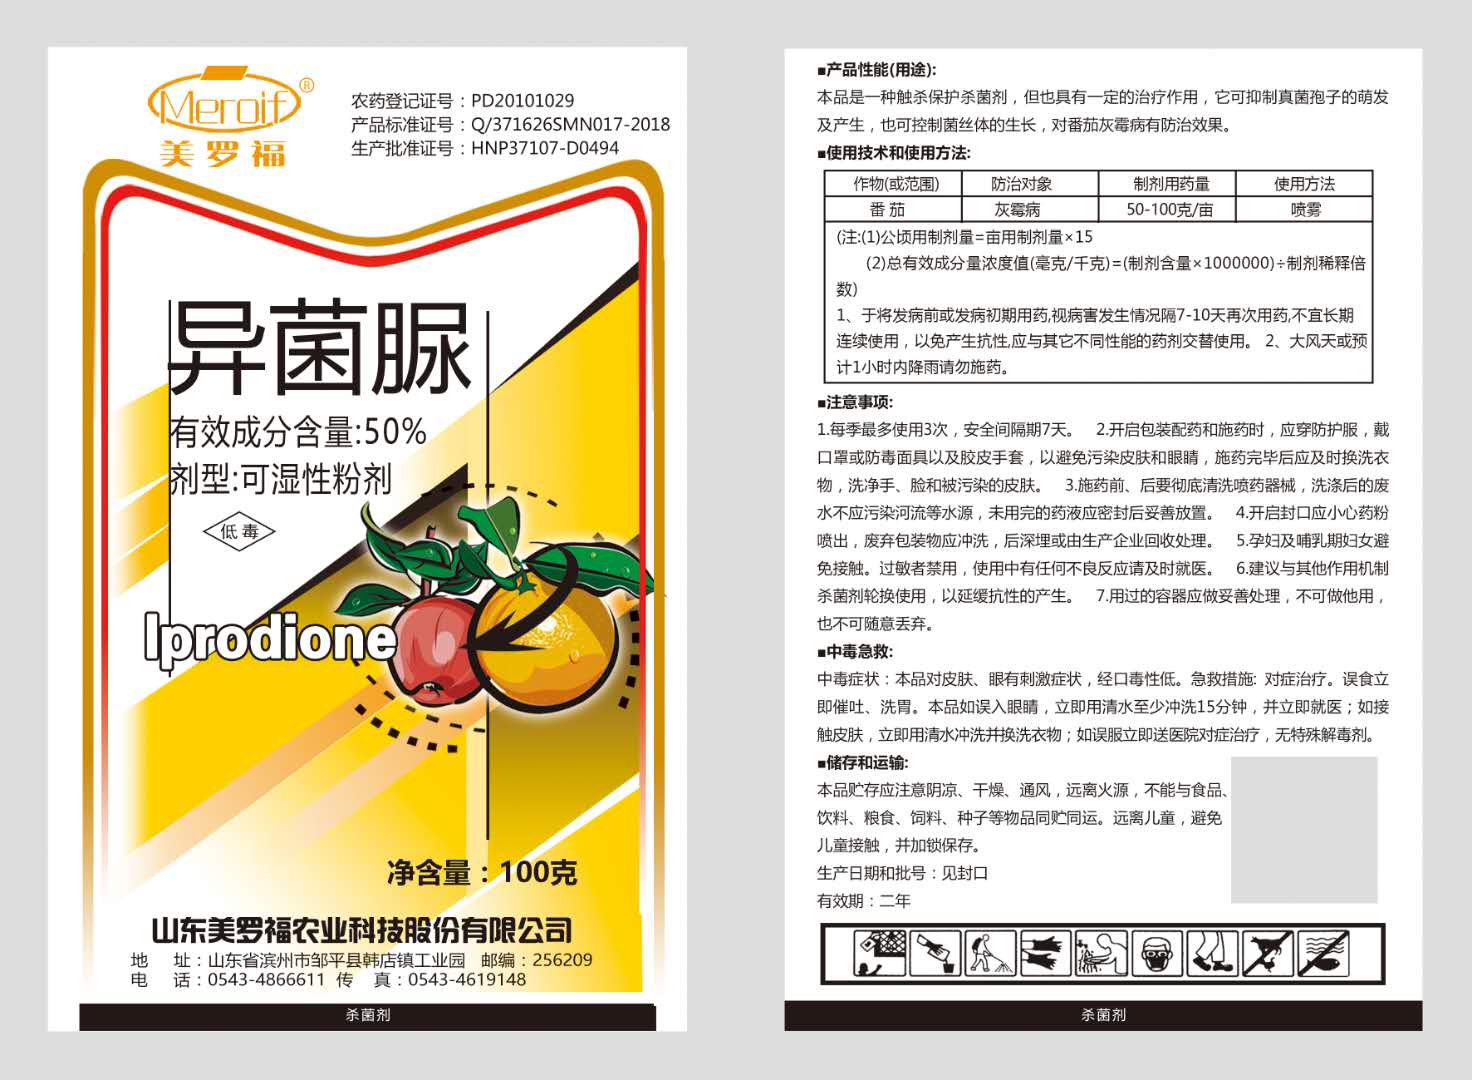 Meroif®
美罗福
农药登记证号：PD20101029
产品标准证号：Q/371626SMN017-2018
生产批准证号：HNP37107-D0494
异菌脲
有效成分含量:50%
剂型:可湿性粉剂
低毒
Iprodione
净含量：100克
山东美罗福农业科技股份有限公司
地 址：山东省滨州市邹平县韩店镇工业园 邮编：256209
电 话：0543-4866611 传 真：0543-4619148
杀菌剂
■产品性能(用途):
本品是一种触杀保护杀菌剂，但也具有一定的治疗作用，它可抑制真菌孢子的萌发
及产生，也可控制菌丝体的生长，对番茄灰霉病有防治效果。
■使用技术和使用方法:
作物(或范围) 防治对象 制剂用药量 使用方法
番 茄 灰霉病 50-100克/亩 喷雾
(注:(1)公顷用制剂量=亩用制剂量×15
(2)总有效成分量浓度值(毫克/千克)=(制剂含量×1000000)÷制剂稀释倍
数)
1、于将发病前或发病初期用药,视病害发生情况隔7-10天再次用药,不宜长期
连续使用，以免产生抗性,应与其它不同性能的药剂交替使用。 2、大风天或预
计1小时内降雨请勿施药。
■注意事项:
1.每季最多使用3次，安全间隔期7天。 2.开启包装配药和施药时，应穿防护服，戴
口罩或防毒面具以及胶皮手套，以避免污染皮肤和眼睛，施药完毕后应及时换洗衣
物，洗净手、脸和被污染的皮肤。 3.施药前、后要彻底清洗喷药器械，洗涤后的废
水不应污染河流等水源，未用完的药液应密封后妥善放置。 4.开启封口应小心药粉
喷出，废弃包装物应冲洗，后深埋或由生产企业回收处理。 5.孕妇及哺乳期妇女避
免接触。过敏者禁用，使用中有任何不良反应请及时就医。 6.建议与其他作用机制
杀菌剂轮换使用，以延缓抗性的产生。 7.用过的容器应做妥善处理，不可做他用，
也不可随意丢弃。
■中毒急救:
中毒症状：本品对皮肤、眼有刺激症状，经口毒性低。急救措施: 对症治疗。误食立
即催吐、洗胃。本品如误入眼睛，立即用清水至少冲洗15分钟，并立即就医；如接
触皮肤，立即用清水冲洗并换洗衣物；如误服立即送医院对症治疗，无特殊解毒剂。
■储存和运输:
本品贮存应注意阴凉、干燥、通风，远离火源，不能与食品、
饮料、粮食、饲料、种子等物品同贮同运。远离儿童，避免
儿童接触，并加锁保存。
生产日期和批号：见封口
有效期：二年
杀菌剂